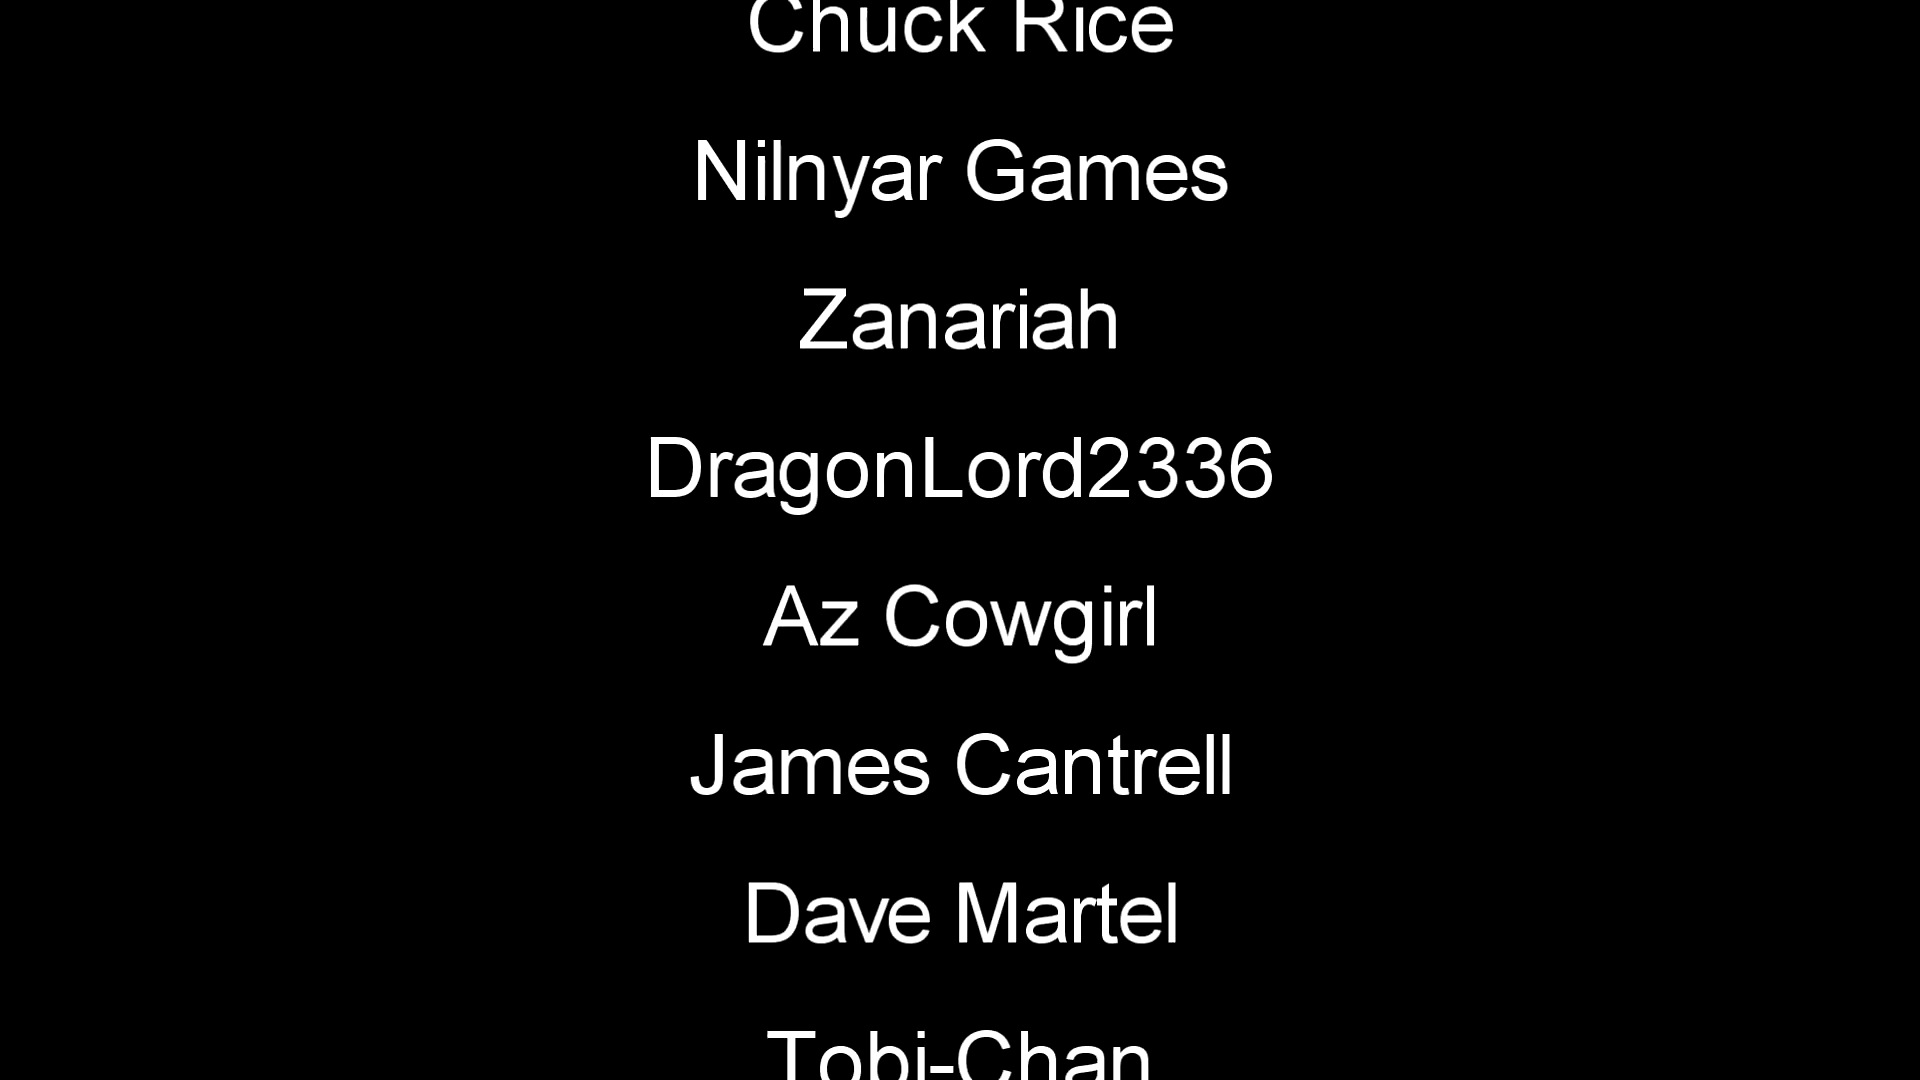 Chuck Rice
Nilnyar Games
Zanariah
DragonLord2336
Az Cowgirl
James Cantrell
Dave Martel
Tobi-Chan